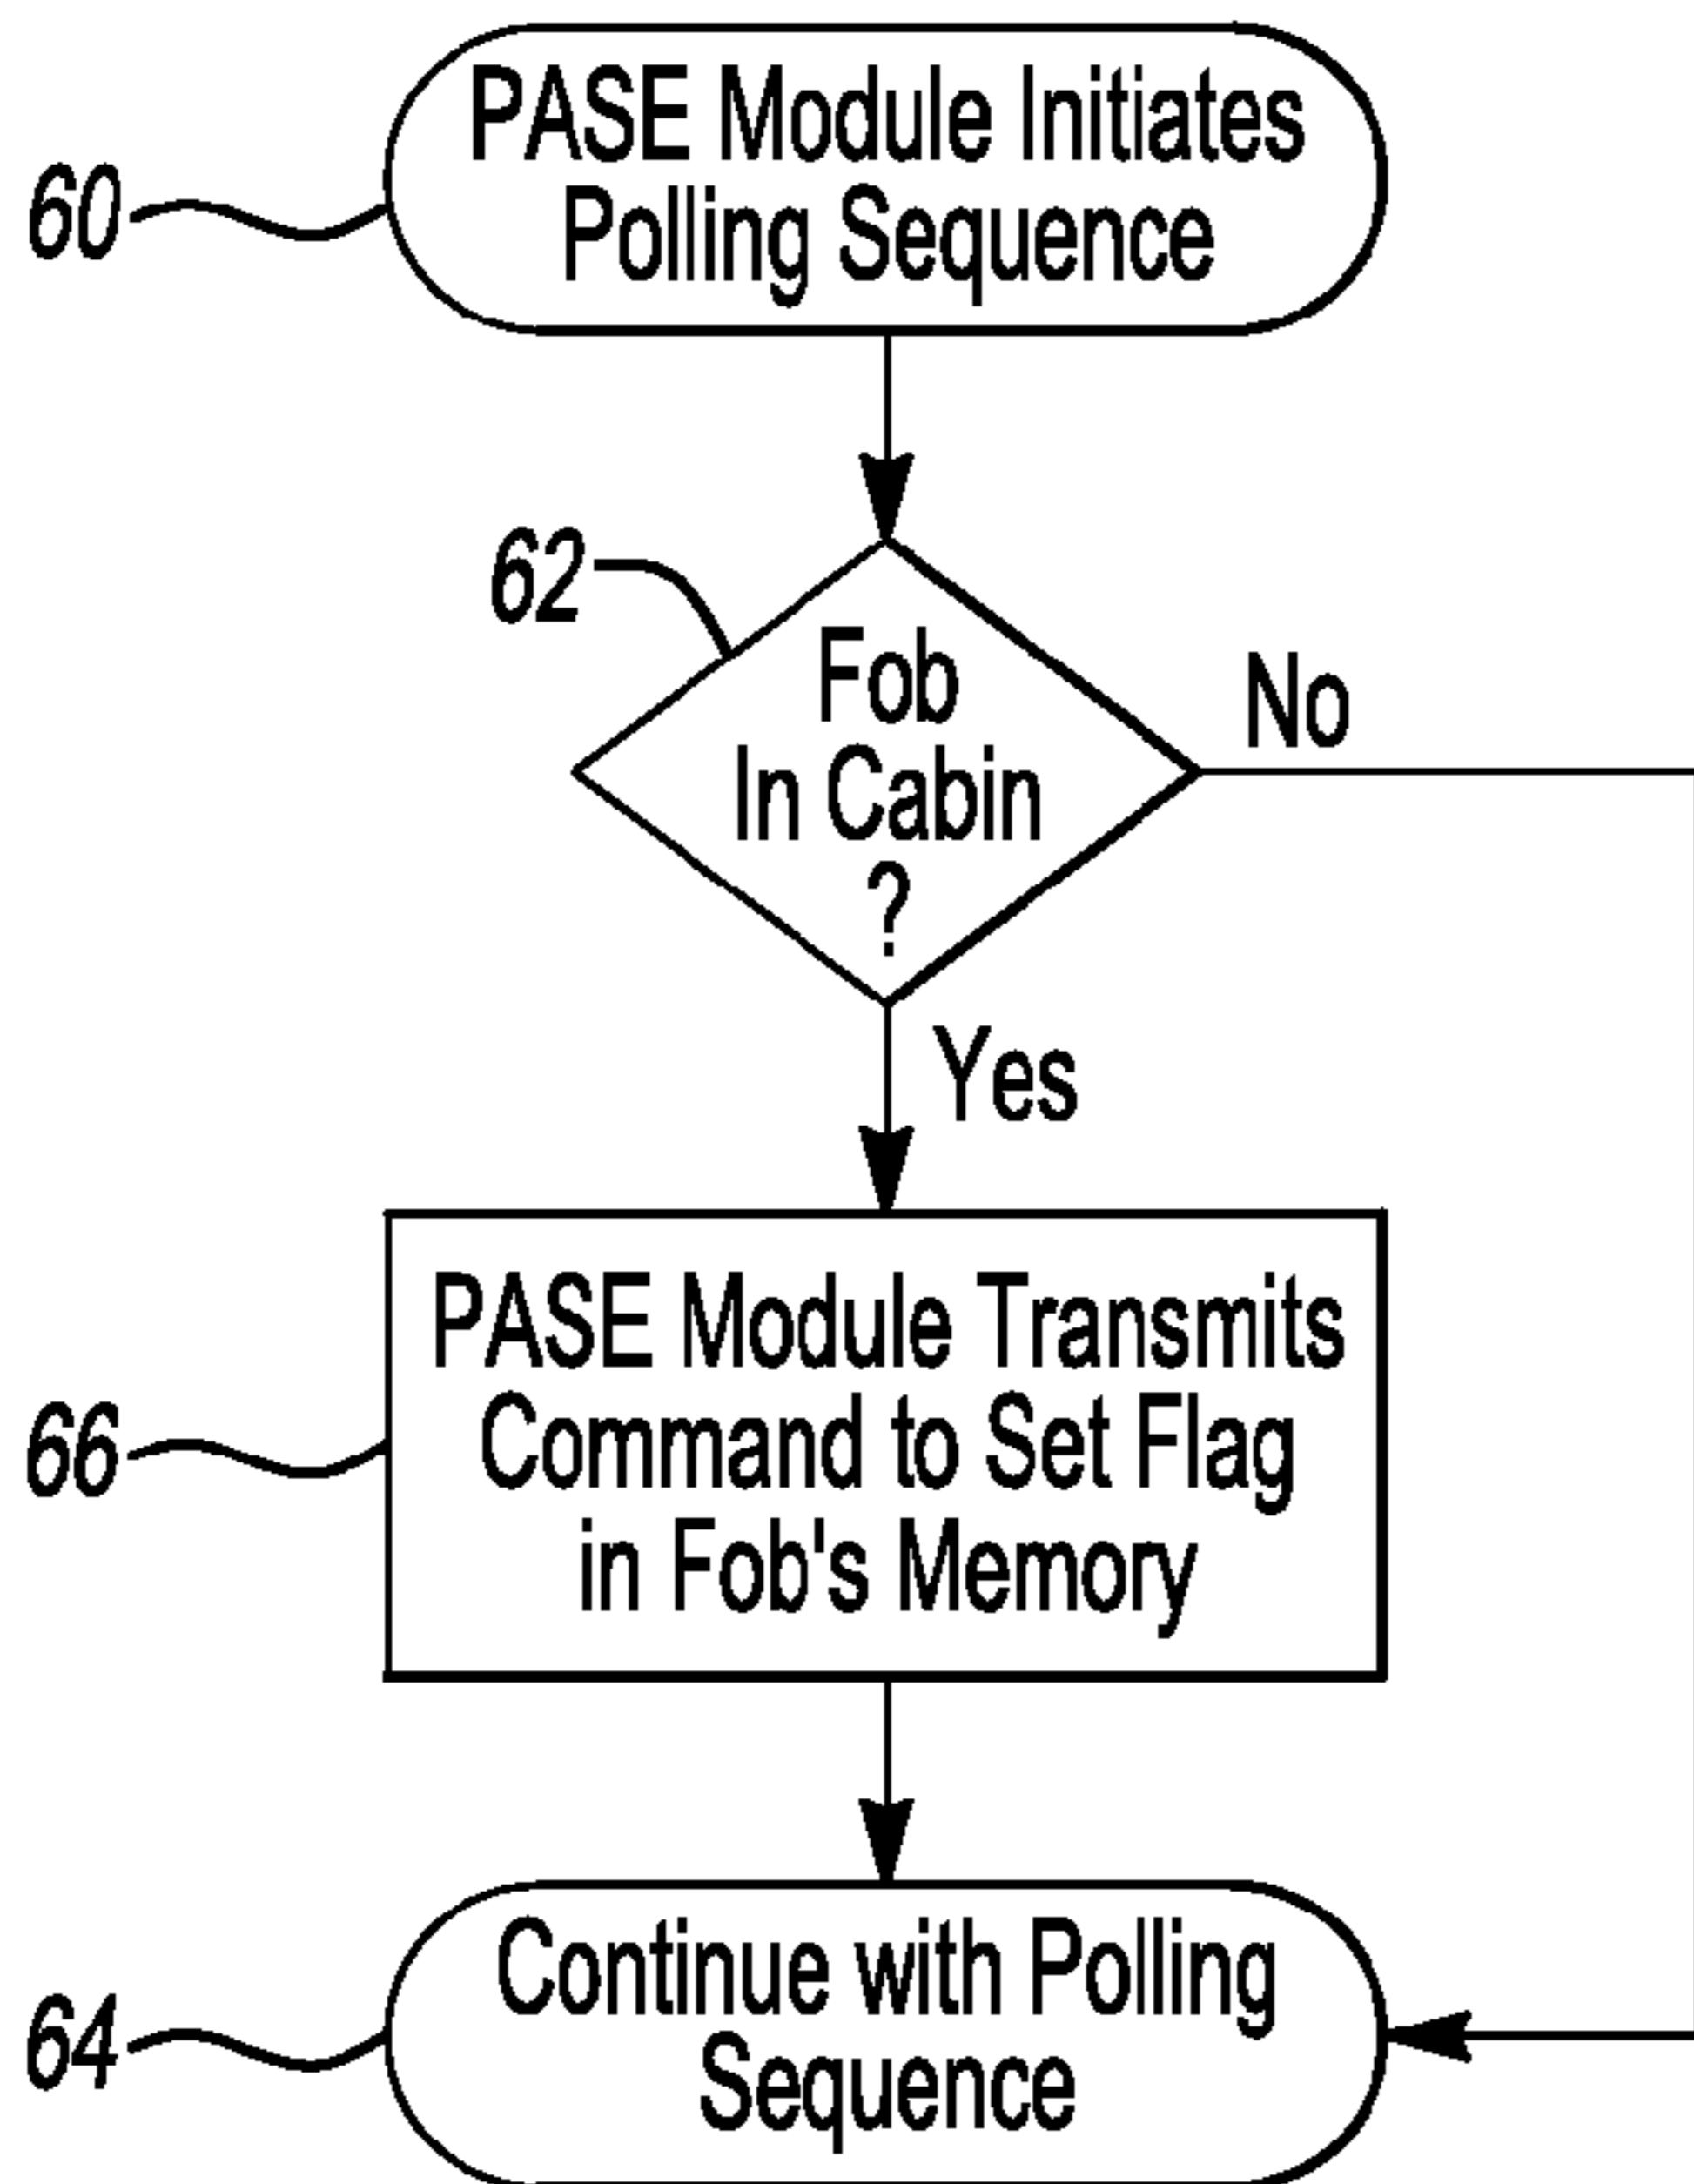 PASE Module Initiates
Polling Sequence
60
62
Fob
In Cabin
?
No
Yes
PASE Module Transmits
Command to Set Flag
in Fob's Memory
66
Continue with Polling
Sequence
64